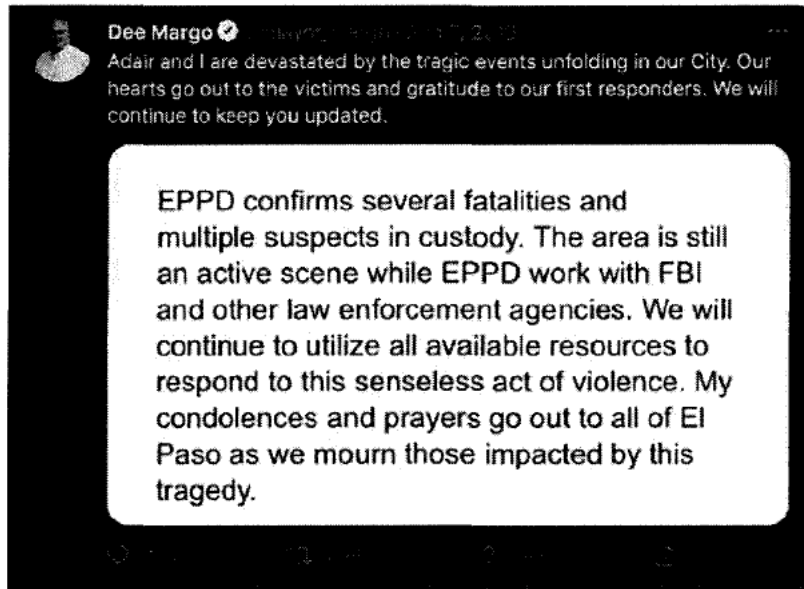 Dee Margo
Adair and I are devastated by the tragic events unfolding in our City. Our
hearts go out to the victims and gratitude to our first responders. We will
continue to keep you updated.
EPPD confirms several fatalities and
multiple suspects in custody. The area is still
an active scene while EPPD work with FBI
and other law enforcement agencies. We will
continue to utilize all available resources to
respond to this senseless act of violence. My
condolences and prayers go out to all of El
Paso as we mourn those impacted by this
tragedy.